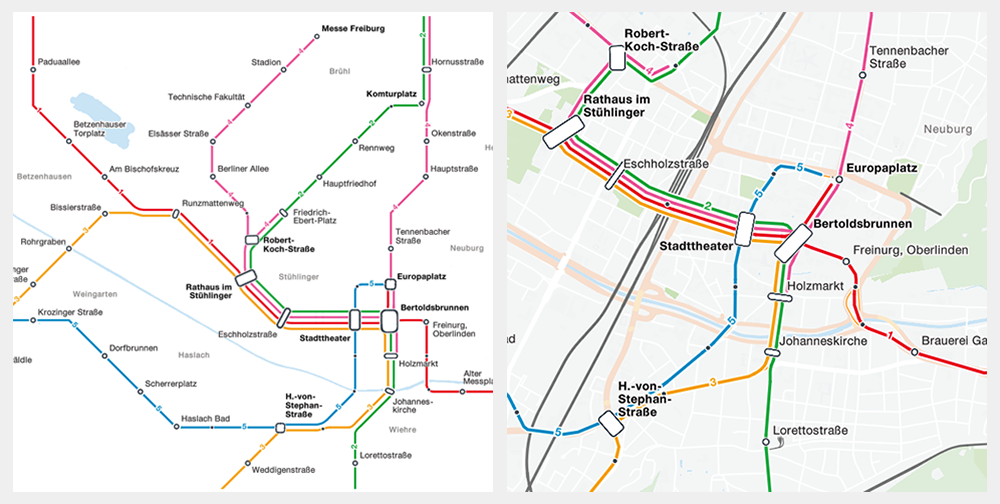 Messe Freiburg
Paduaallee
Stadion
Brühl
Hornusstraße
Technische Fakultät
Komturplatz
Betzenhauser
Torplatz
Elsässer Straße
Okenstraße
Rennweg
Am Bischofskreuz
Berliner Allee
Hauptstraße
Betzenhausen
Hauptfriedhof
Bissierstraße
Runzmattenweg
Friedrich-
Ebert-Platz
Robert-
Koch-Straße
Tennenbacher
Straße
Neuburg
Rohrgraben
Stühlinger
Europaplatz
Rathaus im
Stühlinger
Weingarten
Bertoldsbrunnen
Krozinger Straße
Eschholzstraße
Stadttheater
Freinurg,
Oberlinden
Dorfbrunnen
Haslach
Holzmarkt
Alter
Messpla
Scherrerplatz
H.-von-
Stephan-
Straße
Johannes-
kirche
Haslach Bad
Wiehre
Lorettostraße
Weddigenstraße
1
2
3
4
5
Robert-
Koch-Straße
Tennenbacher
Straße
attenweg
Rathaus im
Stühlinger
Neuburg
Eschholzstraße
Europaplatz
Bertoldsbrunnen
Stadttheater
Freinurg, Oberlinden
Holzmarkt
Johanneskirche
Brauerei Ga
H.-von-
Stephan-
Straße
Lorettostraße
1
2
3
4
5